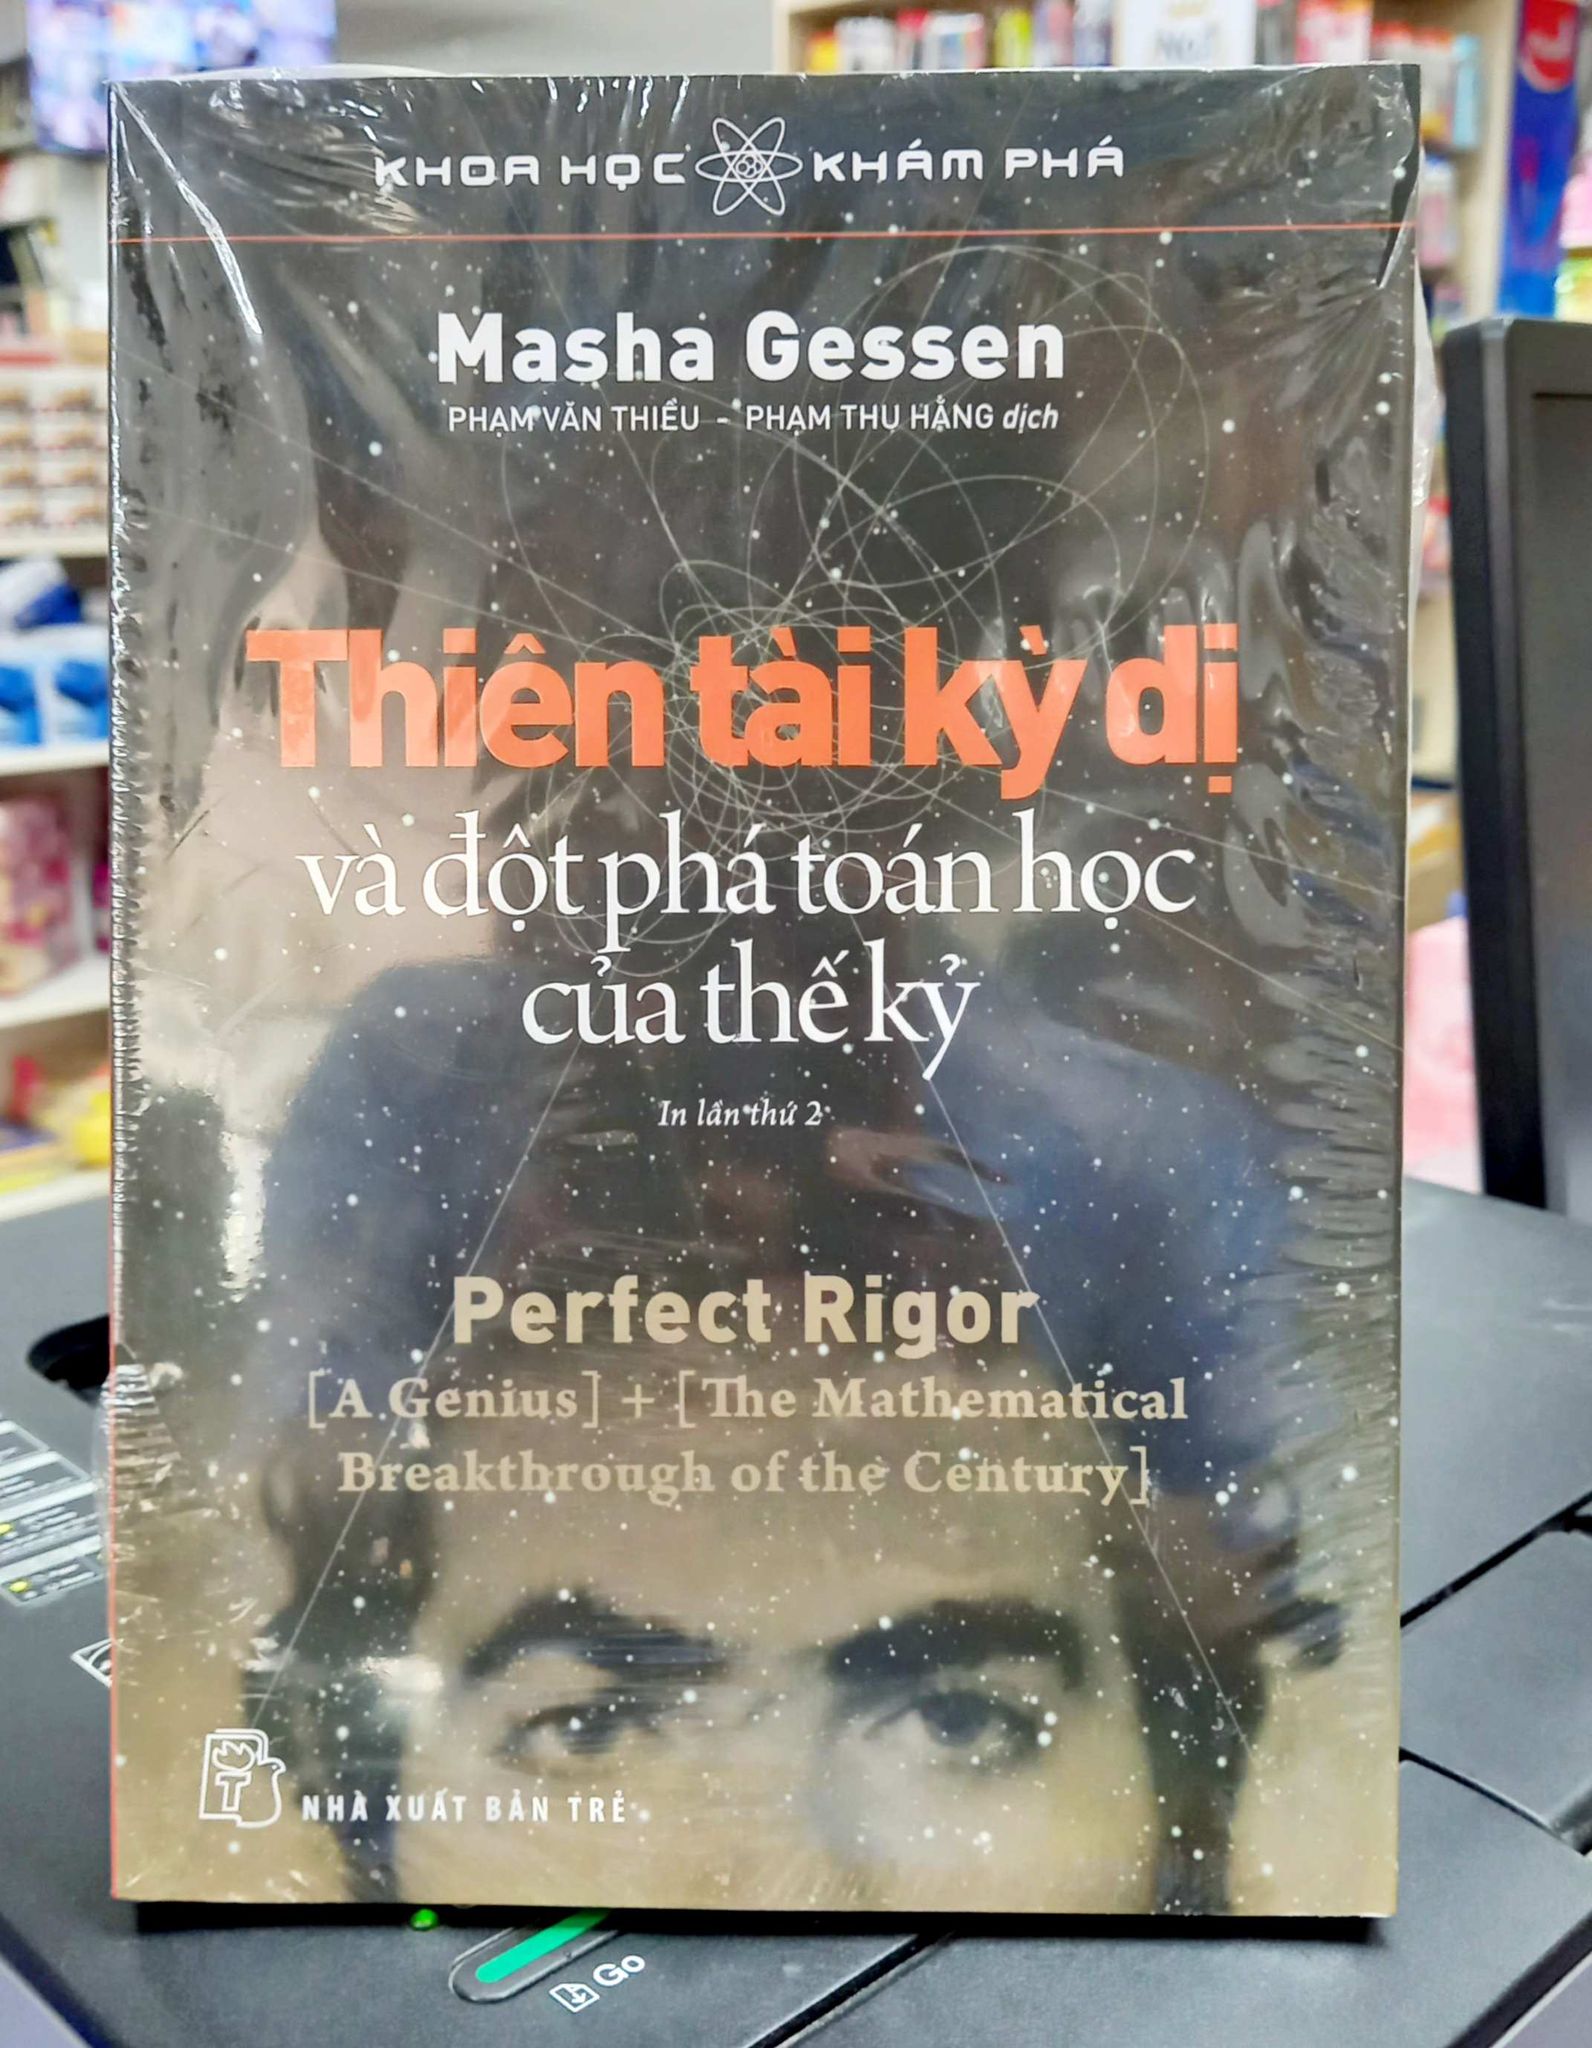 KHOA HỌC KHÁM PHÁ
Masha Gessen
PHẠM VĂN THIỀU - PHẠM THU HẰNG dịch
Thiên tài kỳ dị
và đột phá toán học
của thế kỷ
In lần thứ 2
Perfect Rigor
[A Genius] + [The Mathematical
Breakthrough of the Century]
T
NHÀ XUẤT BẢN TRẺ
Go